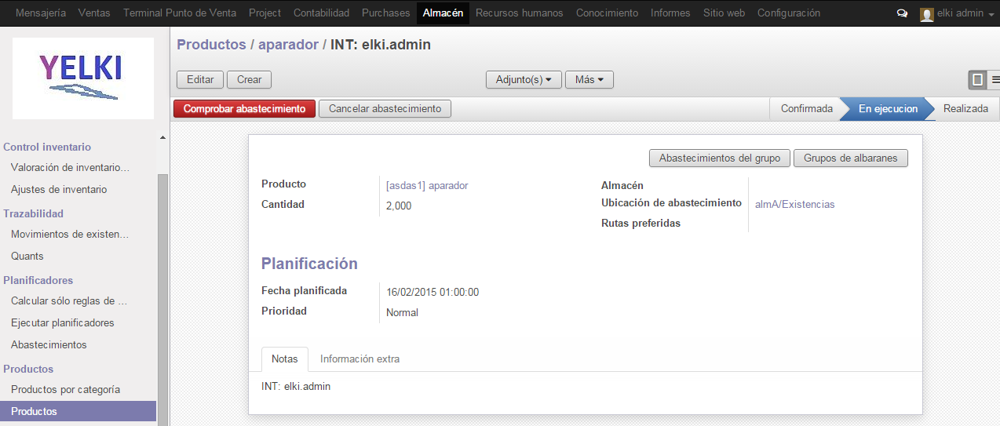 Mensajería Ventas Terminal Punto de Venta Project Contabilidad Purchases Almacén Recursos humanos Conocimiento Informes Sitio web Configuración elki admin
YELKI
Control inventario
Valoración de inventario...
Ajustes de inventario
Trazabilidad
Movimientos de existen...
Quants
Planificadores
Calcular sólo reglas de ...
Ejecutar planificadores
Abastecimientos
Productos
Productos por categoría
Productos
Productos / aparador / INT: elki.admin
Editar Crear Adjunto(s) Más
Comprobar abastecimiento Cancelar abastecimiento Confirmada En ejecucion Realizada
Abastecimientos del grupo Grupos de albaranes
Producto [asdas1] aparador
Cantidad 2,000
Almacén
Ubicación de abastecimiento almA/Existencias
Rutas preferidas
Planificación
Fecha planificada 16/02/2015 01:00:00
Prioridad Normal
Notas Información extra
INT: elki.admin